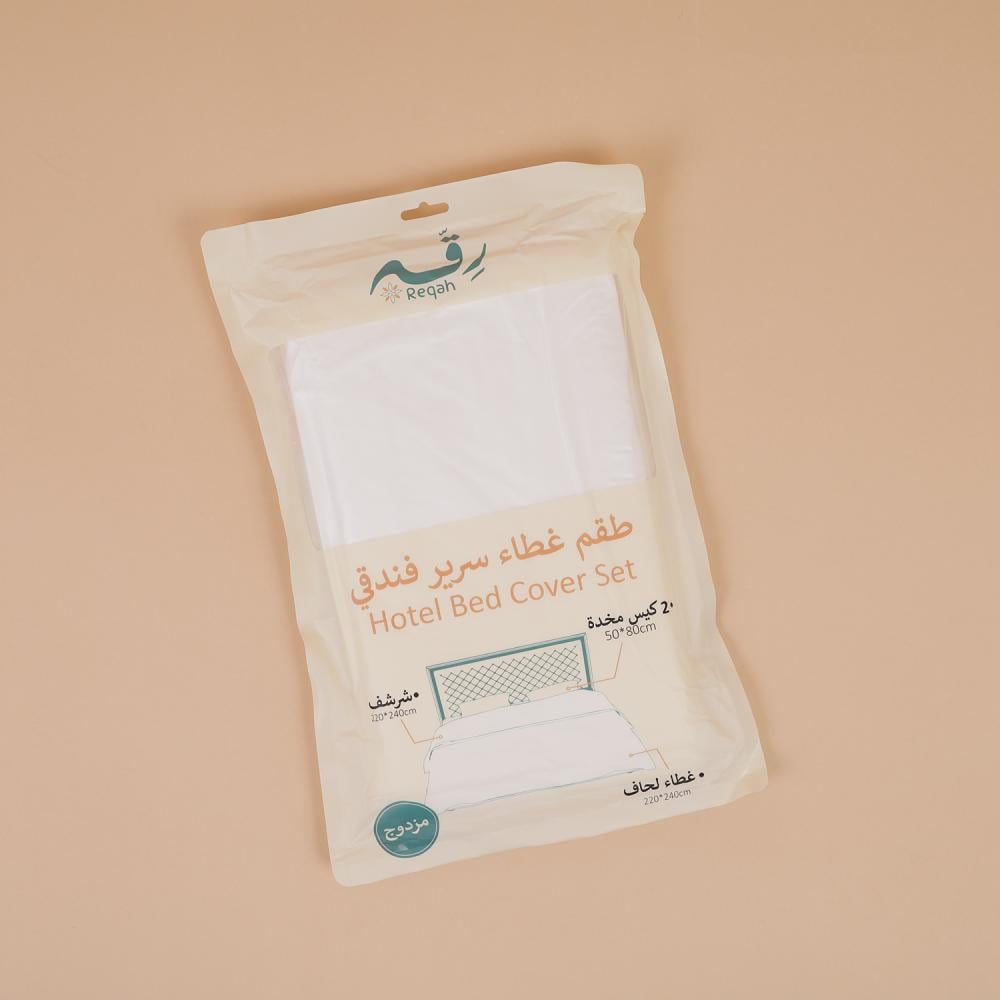 رِقّـه
Reqah
طقم غطاء سرير فندقي
Hotel Bed Cover Set
2 كيس مخدة
50*80cm
•شرشف
220*240cm
•غطاء لحاف
220*240cm
مزدوج